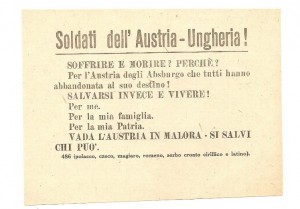 Soldati dell' Austria-Ungheria!
SOFFRIRE E MORIRE? PERCHÈ?
Per l'Austria degli Absburgo che tutti hanno
abbandonata al suo destino!
SALVARSI INVECE E VIVERE!
Per me.
Per la mia famiglia.
Per la mia Patria.
VADA L'AUSTRIA IN MALORA - SI SALVI
CHI PUO'.
486 (polacco, czeco, magiaro, romeno, serbo croato cirillico e latino).